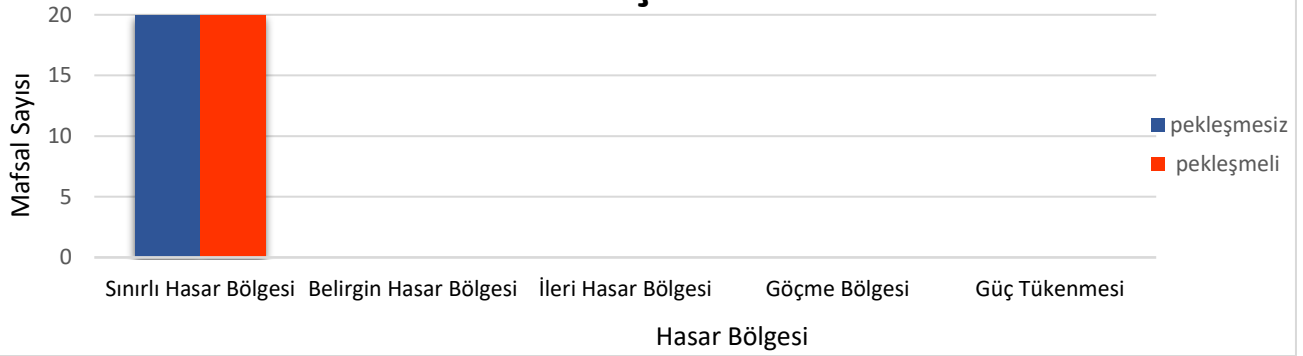 20
15
10
5
0
Mafsal Sayısı
pekleşmesiz
pekleşmeli
Sınırlı Hasar Bölgesi Belirgin Hasar Bölgesi İleri Hasar Bölgesi Göçme Bölgesi Güç Tükenmesi
Hasar Bölgesi